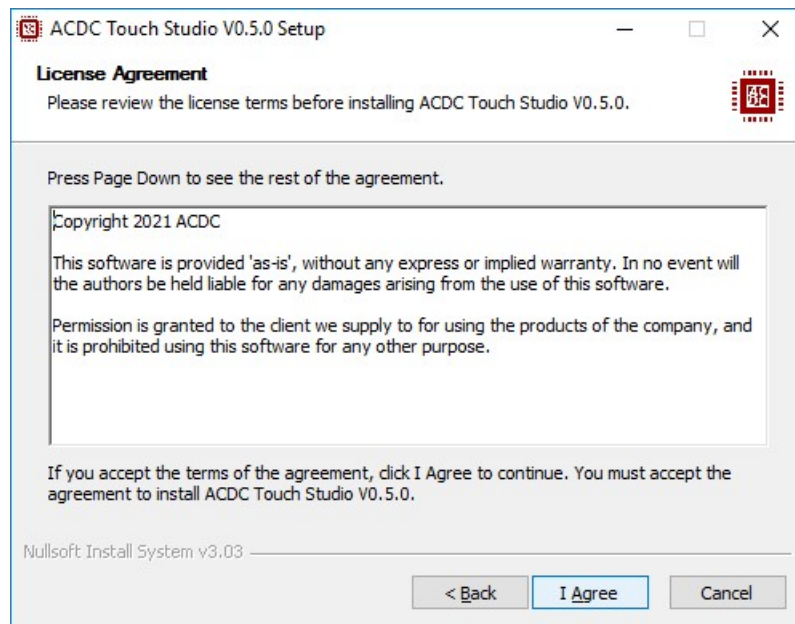 ACDC Touch Studio V0.5.0 Setup
License Agreement
Please review the license terms before installing ACDC Touch Studio V0.5.0.
Press Page Down to see the rest of the agreement.
Copyright 2021 ACDC
This software is provided 'as-is', without any express or implied warranty. In no event will
the authors be held liable for any damages arising from the use of this software.
Permission is granted to the client we supply to for using the products of the company, and
it is prohibited using this software for any other purpose.
If you accept the terms of the agreement, click I Agree to continue. You must accept the
agreement to install ACDC Touch Studio V0.5.0.
Nullsoft Install System v3.03
< Back
I Agree
Cancel